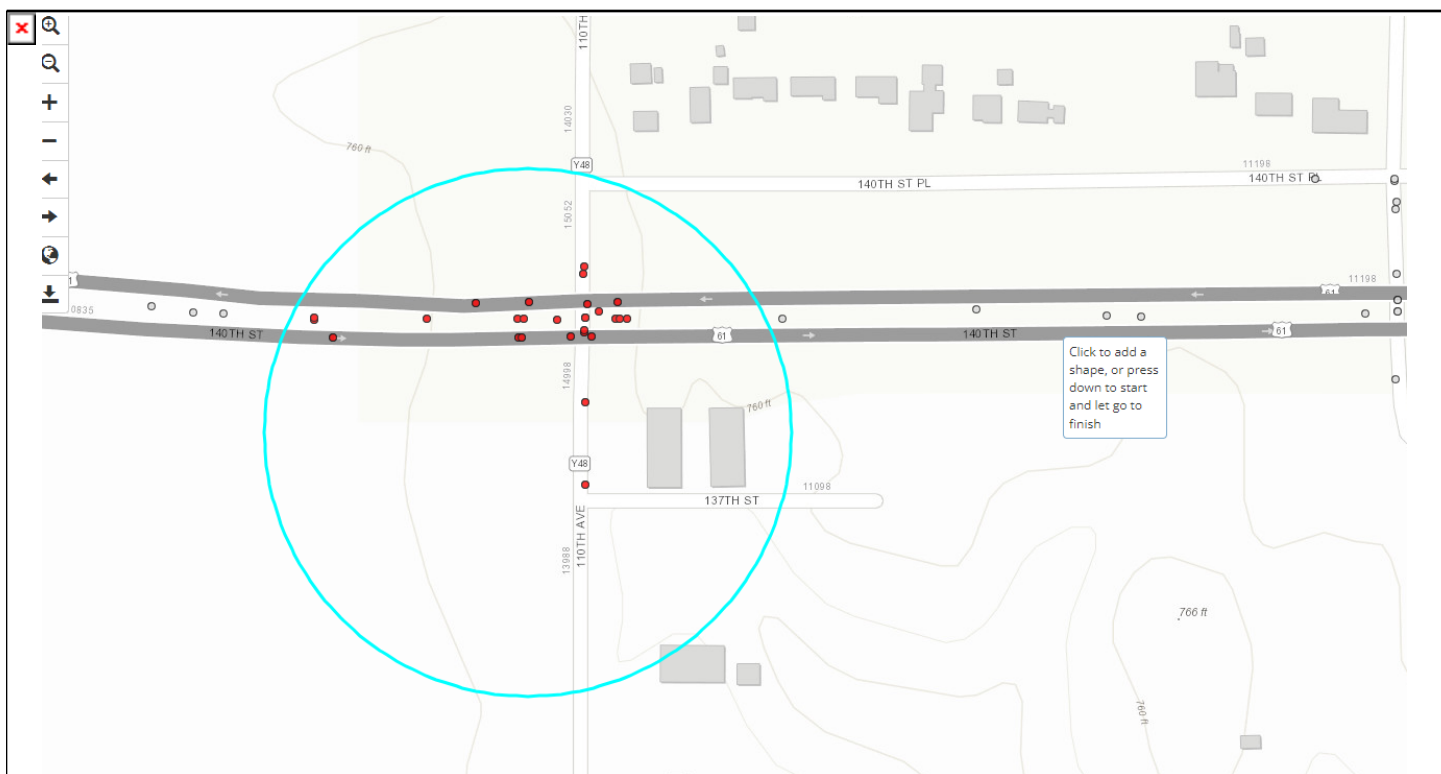 110TH
14030
760 ft
Y48
11198
140TH ST PL
140TH ST PL
15052
11198
61
0835
140TH ST
61
140TH ST
61
Click to add a
shape, or press
down to start
and let go to
finish
14998
760 ft
Y48
11098
137TH ST
110TH AVE
13988
766 ft
760 ft